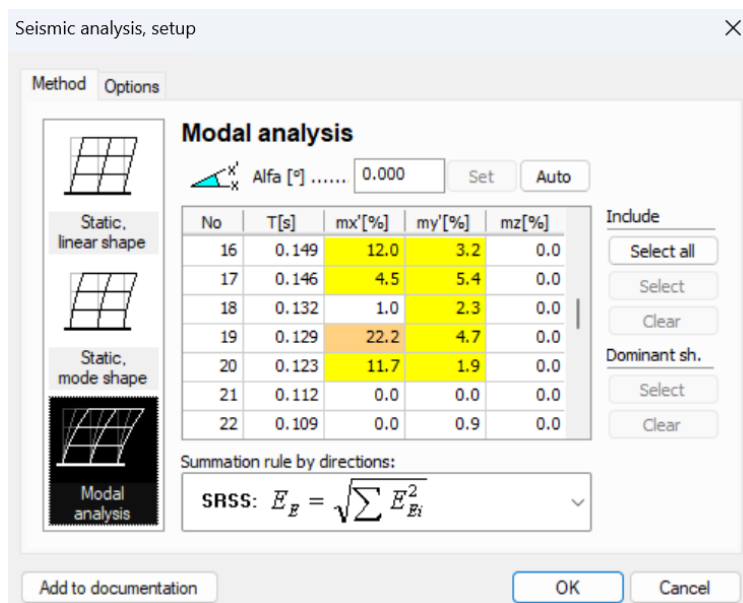 Seismic analysis, setup
Method Options
Modal analysis
x'
x
Alfa [º] ...... 0.000 Set Auto
Static,
linear shape
Static,
mode shape
Modal
analysis
No T[s] mx'[%] my'[%] mz[%]
16 0.149 12.0 3.2 0.0
17 0.146 4.5 5.4 0.0
18 0.132 1.0 2.3 0.0
19 0.129 22.2 4.7 0.0
20 0.123 11.7 1.9 0.0
21 0.112 0.0 0.0 0.0
22 0.109 0.0 0.9 0.0
Include
Select all
Select
Clear
Dominant sh.
Select
Clear
Summation rule by directions:
SRSS: E_E = √∑ E_Ei^2
Add to documentation OK Cancel